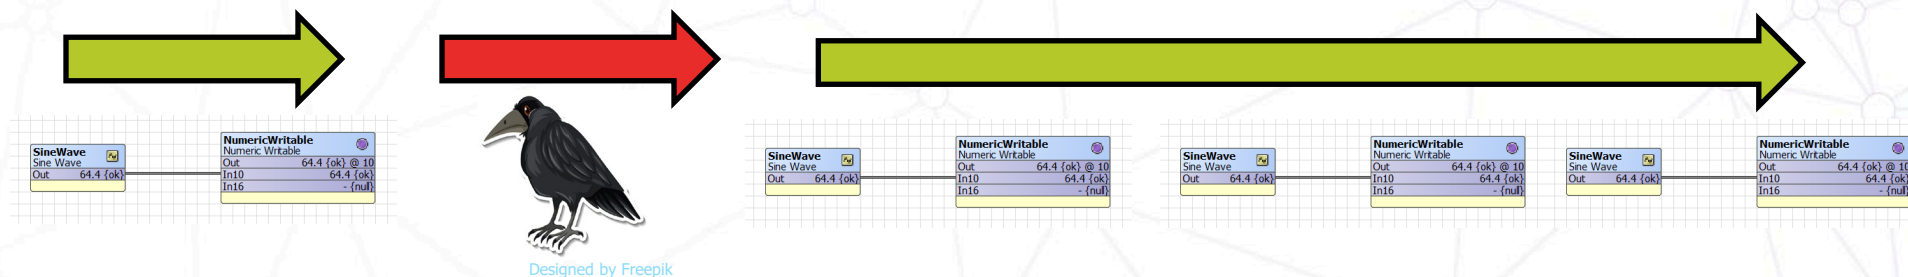 SineWave
Sine Wave
Out 64.4 {ok}
NumericWritable
Numeric Writable
Out 64.4 {ok} @ 10
In10 64.4 {ok}
In16 - {null}
Designed by Freepik
SineWave
Sine Wave
Out 64.4 {ok}
NumericWritable
Numeric Writable
Out 64.4 {ok} @ 10
In10 64.4 {ok}
In16 - {null}
SineWave
Sine Wave
Out 64.4 {ok}
NumericWritable
Numeric Writable
Out 64.4 {ok} @ 10
In10 64.4 {ok}
In16 - {null}
SineWave
Sine Wave
Out 64.4 {ok}
NumericWritable
Numeric Writable
Out 64.4 {ok} @ 10
In10 64.4 {ok}
In16 - {null}